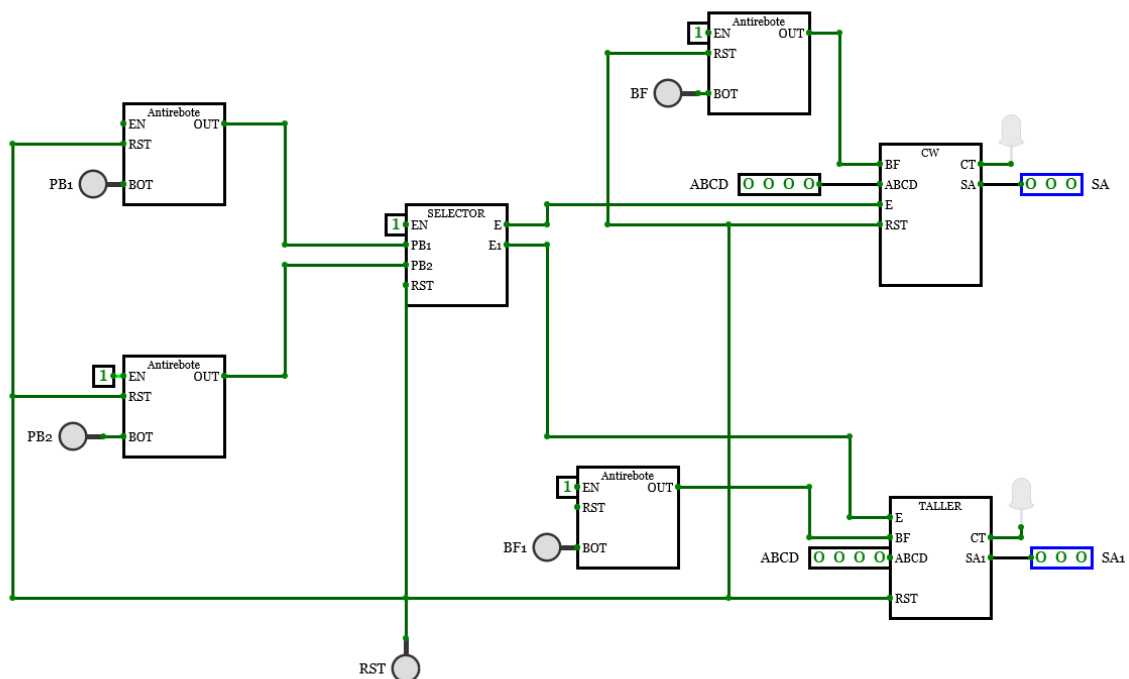 Antirebote
1 EN OUT
RST
BF
BOT
Antirebote
EN OUT
RST
PB1
BOT
CW
BF CT
ABCD 0 0 0 0 ABCD SA 0 0 0 SA
E
RST
SELECTOR
1 EN E
PB1 E1
PB2
RST
Antirebote
1 EN OUT
RST
PB2
BOT
Antirebote
1 EN OUT
RST
BF1
BOT
TALLER
E
BF CT
ABCD 0 0 0 0 ABCD SA1 0 0 0 SA1
RST
RST